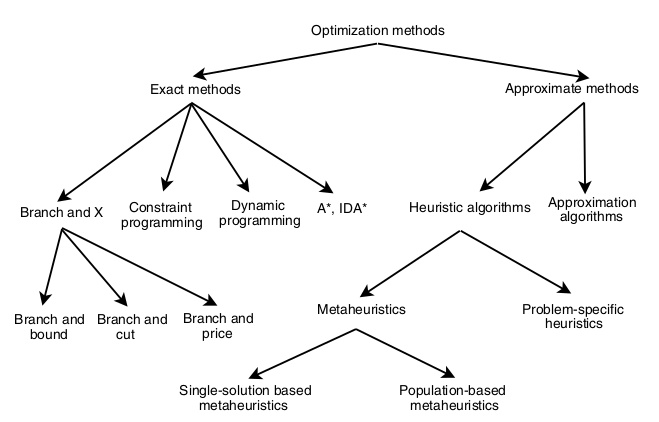 Optimization methods
Exact methods
Approximate methods
Branch and X
Constraint
programming
Dynamic
programming
A*, IDA*
Heuristic algorithms
Approximation
algorithms
Branch and
bound
Branch and
cut
Branch and
price
Metaheuristics
Problem-specific
heuristics
Single-solution based
metaheuristics
Population-based
metaheuristics